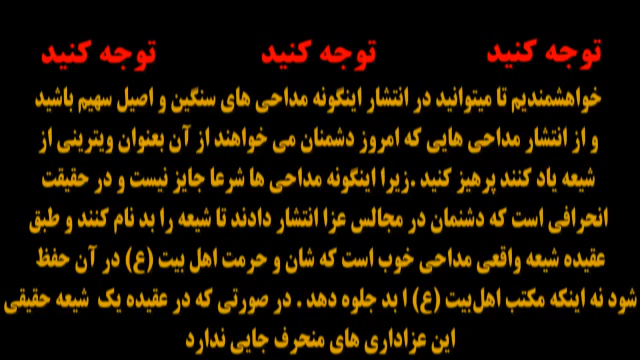 توجه کنید توجه کنید توجه کنید
خواهشمندیم تا میتوانید در انتشار اینگونه مداحی های سنگین و اصیل سهیم باشید
و از انتشار مداحی هایی که امروز دشمنان می خواهند از آن بعنوان ویترینی از
شیعه یاد کنند پرهیز کنید .زیرا اینگونه مداحی ها شرعا جایز نیست و در حقیقت
انحرافی است که دشتمان در مجالس عزا انتشار دادند تا شیعه را بد نام کنند و طبق
عقیده شیعه واقعی مداحی خوب است که شان و حرمت اهل بیت (ع) در آن حفظ
شود نه اینکه مکتب اهل‌بیت (ع) ا بد جلوه دهد . در صورتی که در عقیده یک شیعه حقیقی
این عزاداری های منحرف جایی ندارد